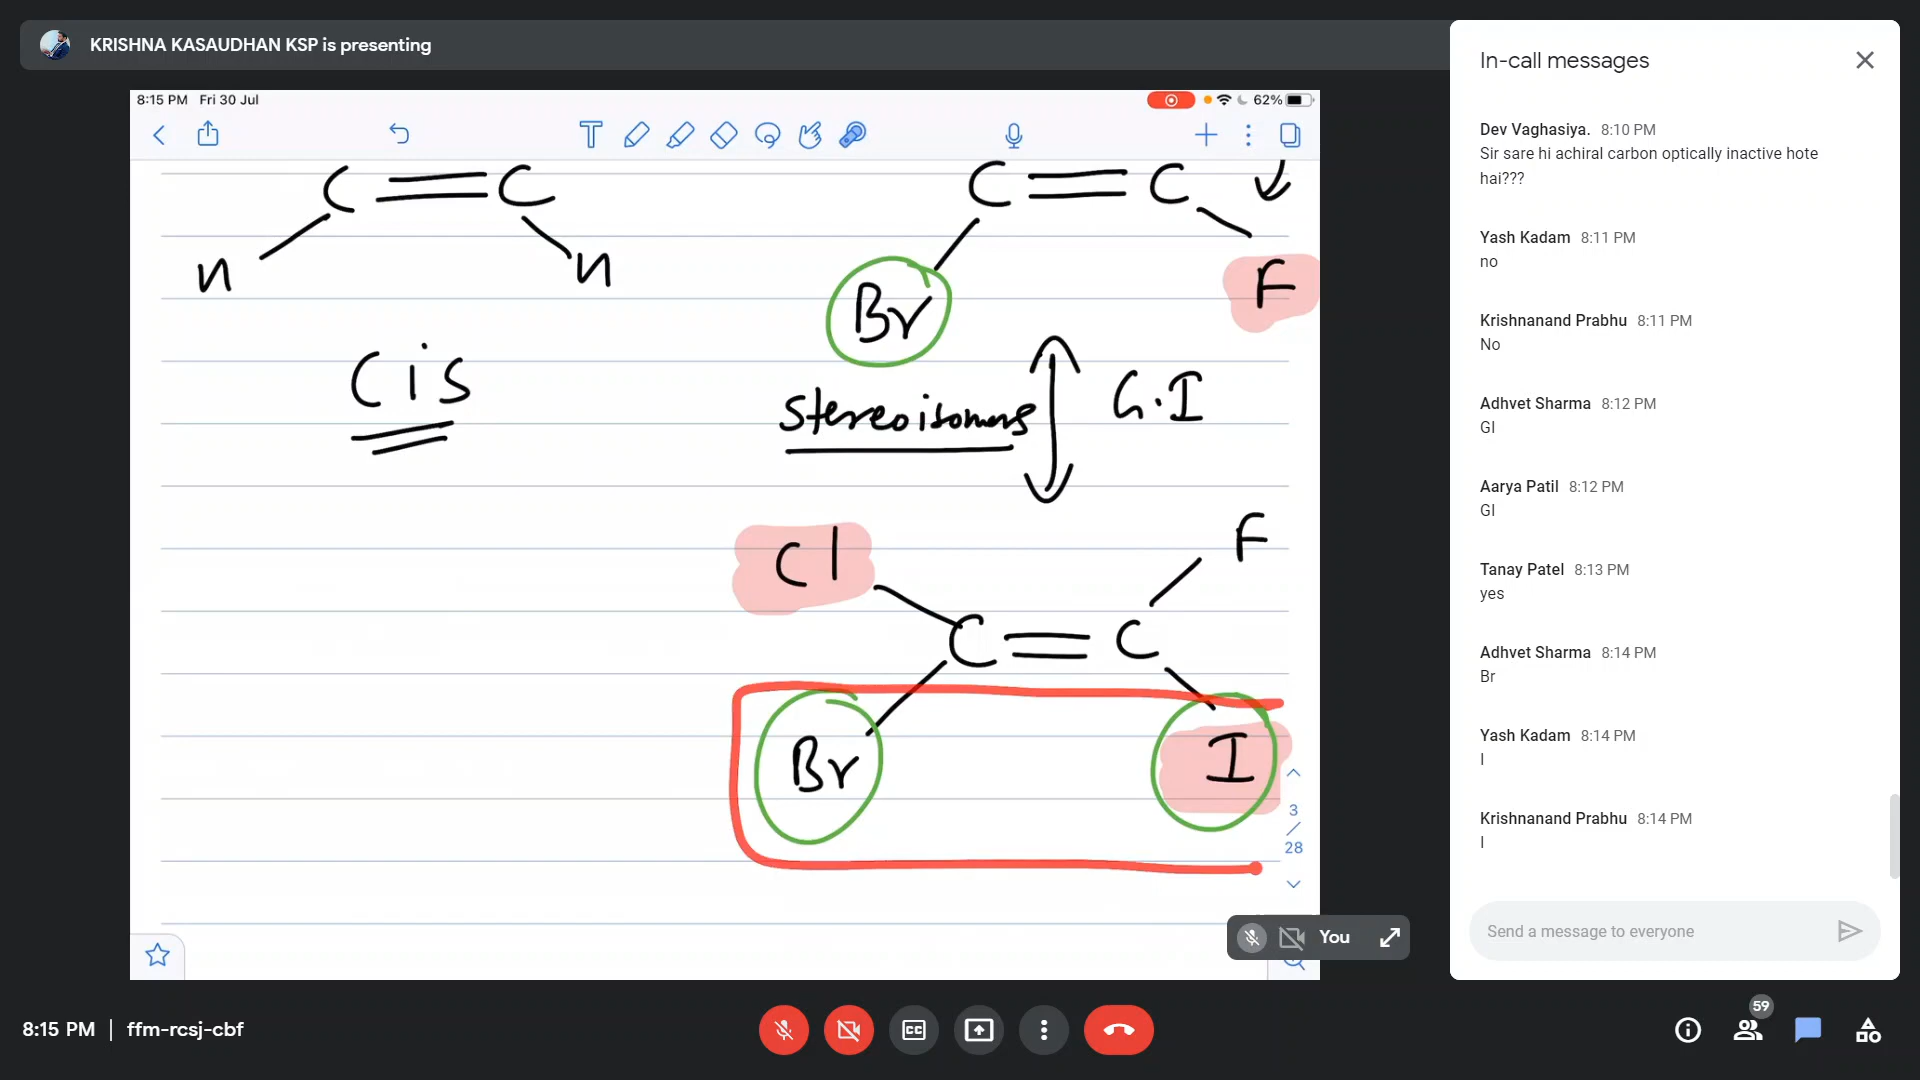 KRISHNA KASAUDHAN KSP is presenting
8:15 PM Fri 30 Jul
62%
T
C C
n n
Cis
C C
Br F
stereoisomers G.I
Cl F
C C
Br I
3
28
You
In-call messages
Dev Vaghasiya. 8:10 PM
Sir sare hi achiral carbon optically inactive hote
hai???
Yash Kadam 8:11 PM
no
Krishnanand Prabhu 8:11 PM
No
Adhvet Sharma 8:12 PM
GI
Aarya Patil 8:12 PM
GI
Tanay Patel 8:13 PM
yes
Adhvet Sharma 8:14 PM
Br
Yash Kadam 8:14 PM
I
Krishnanand Prabhu 8:14 PM
I
Send a message to everyone
8:15 PM | ffm-rcsj-cbf
CC
59